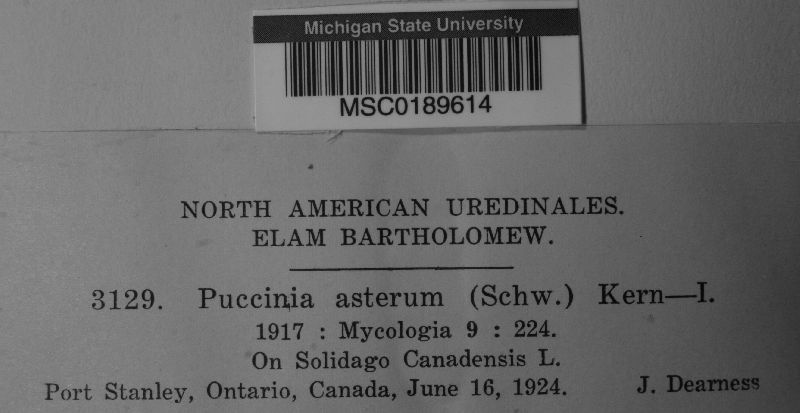 Michigan State University
MSC0189614
NORTH AMERICAN UREDINALES.
ELAM BARTHOLOMEW.
3129. Puccinia asterum (Schw.) Kern—I.
1917 : Mycologia 9 : 224.
On Solidago Canadensis L.
Port Stanley, Ontario, Canada, June 16, 1924. J. Dearness